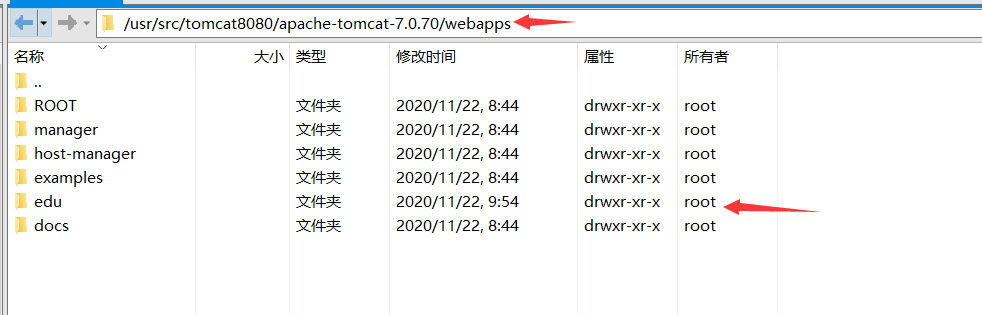 /usr/src/tomcat8080/apache-tomcat-7.0.70/webapps
名称 大小 类型 修改时间 属性 所有者
..
ROOT 文件夹 2020/11/22, 8:44 drwxr-xr-x root
manager 文件夹 2020/11/22, 8:44 drwxr-xr-x root
host-manager 文件夹 2020/11/22, 8:44 drwxr-xr-x root
examples 文件夹 2020/11/22, 8:44 drwxr-xr-x root
edu 文件夹 2020/11/22, 9:54 drwxr-xr-x root
docs 文件夹 2020/11/22, 8:44 drwxr-xr-x root